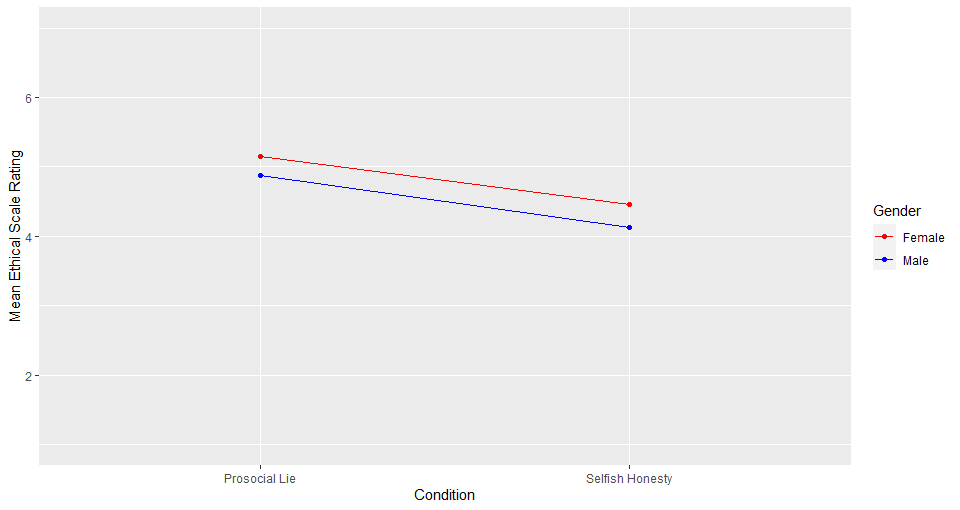 Mean Ethical Scale Rating
6
4
2
Prosocial Lie
Selfish Honesty
Condition
Gender
Female
Male